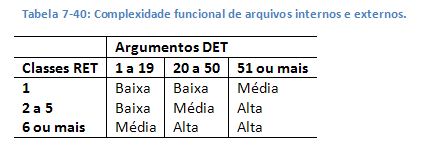 Tabela 7-40: Complexidade funcional de arquivos internos e externos.
Argumentos DET
Classes RET 1 a 19 20 a 50 51 ou mais
1 Baixa Baixa Média
2 a 5 Baixa Média Alta
6 ou mais Média Alta Alta